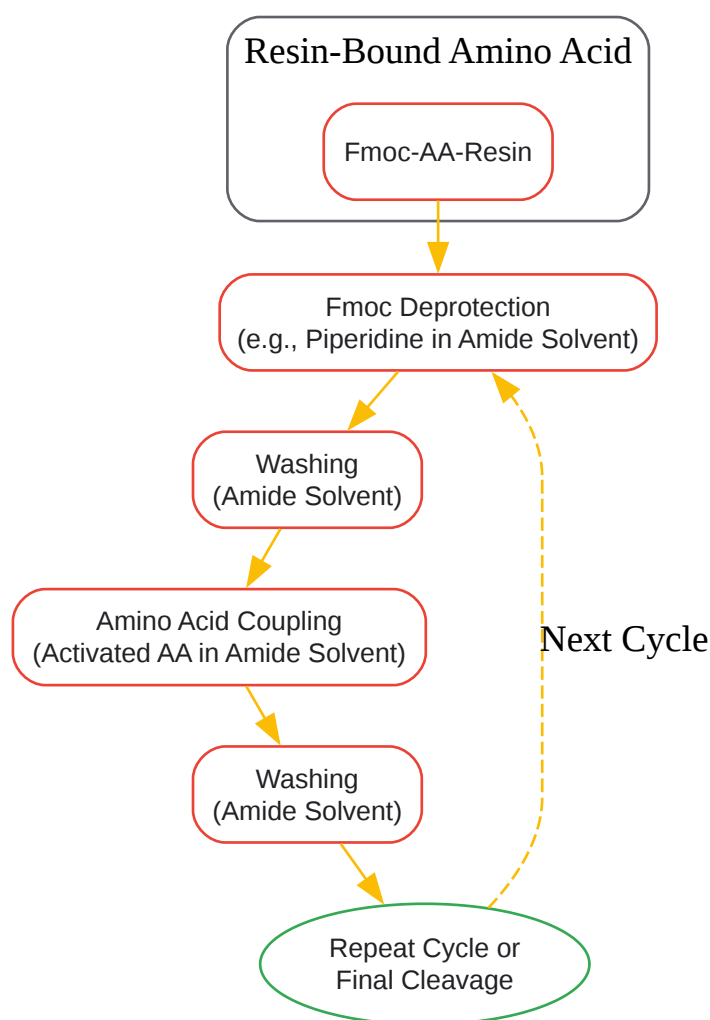 Resin-Bound Amino Acid
Fmoc-AA-Resin
Fmoc Deprotection
(e.g., Piperidine in Amide Solvent)
Washing
(Amide Solvent)
Amino Acid Coupling
(Activated AA in Amide Solvent)
Next Cycle
Washing
(Amide Solvent)
Repeat Cycle or
Final Cleavage